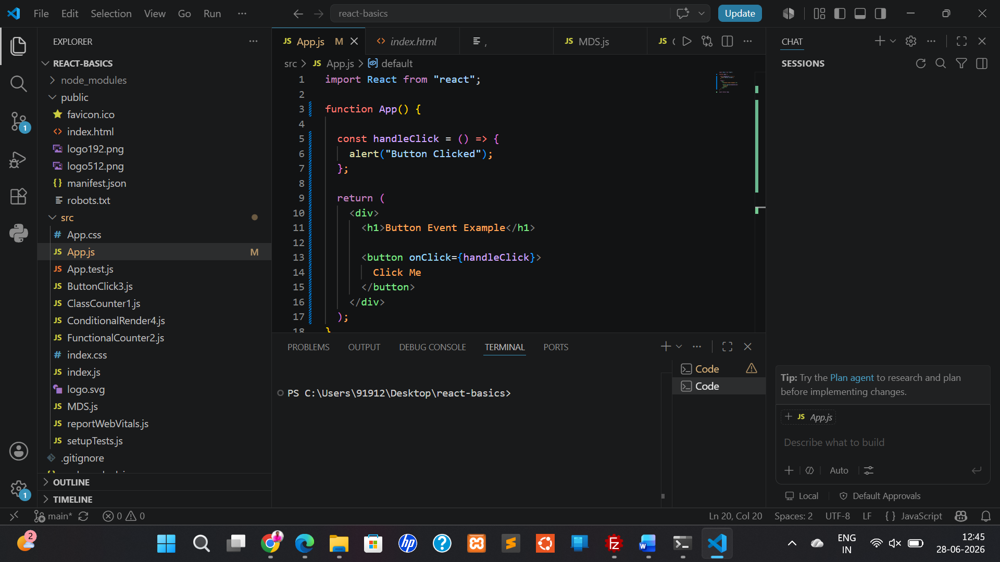 File Edit Selection View Go Run
react-basics
Update
EXPLORER
REACT-BASICS
node_modules
public
favicon.ico
index.html
logo192.png
logo512.png
manifest.json
robots.txt
src
App.css
App.js M
App.test.js
ButtonClick3.js
ClassCounter1.js
ConditionalRender4.js
FunctionalCounter2.js
index.css
index.js
logo.svg
MDS.js
reportWebVitals.js
setupTests.js
.gitignore
OUTLINE
TIMELINE
1
1
JS App.js M
index.html
,
JS MDS.js
JS
src > JS App.js > default
1 import React from "react";
2
3 function App() {
4
5 const handleClick = () => {
6 alert("Button Clicked");
7 };
8
9 return (
10 <div>
11 <h1>Button Event Example</h1>
12
13 <button onClick={handleClick}>
14 Click Me
15 </button>
16 </div>
17 );
18 }
PROBLEMS OUTPUT DEBUG CONSOLE TERMINAL PORTS
PS C:\Users\91912\Desktop\react-basics>
Code
Code
CHAT
SESSIONS
Tip: Try the Plan agent to research and plan
before implementing changes.
JS App.js
Describe what to build
Auto
Local Default Approvals
main* 0 0
Ln 20, Col 20 Spaces: 2 UTF-8 LF { } JavaScript
2
hp
?
Fz
W
ENG
IN
12:45
28-06-2026